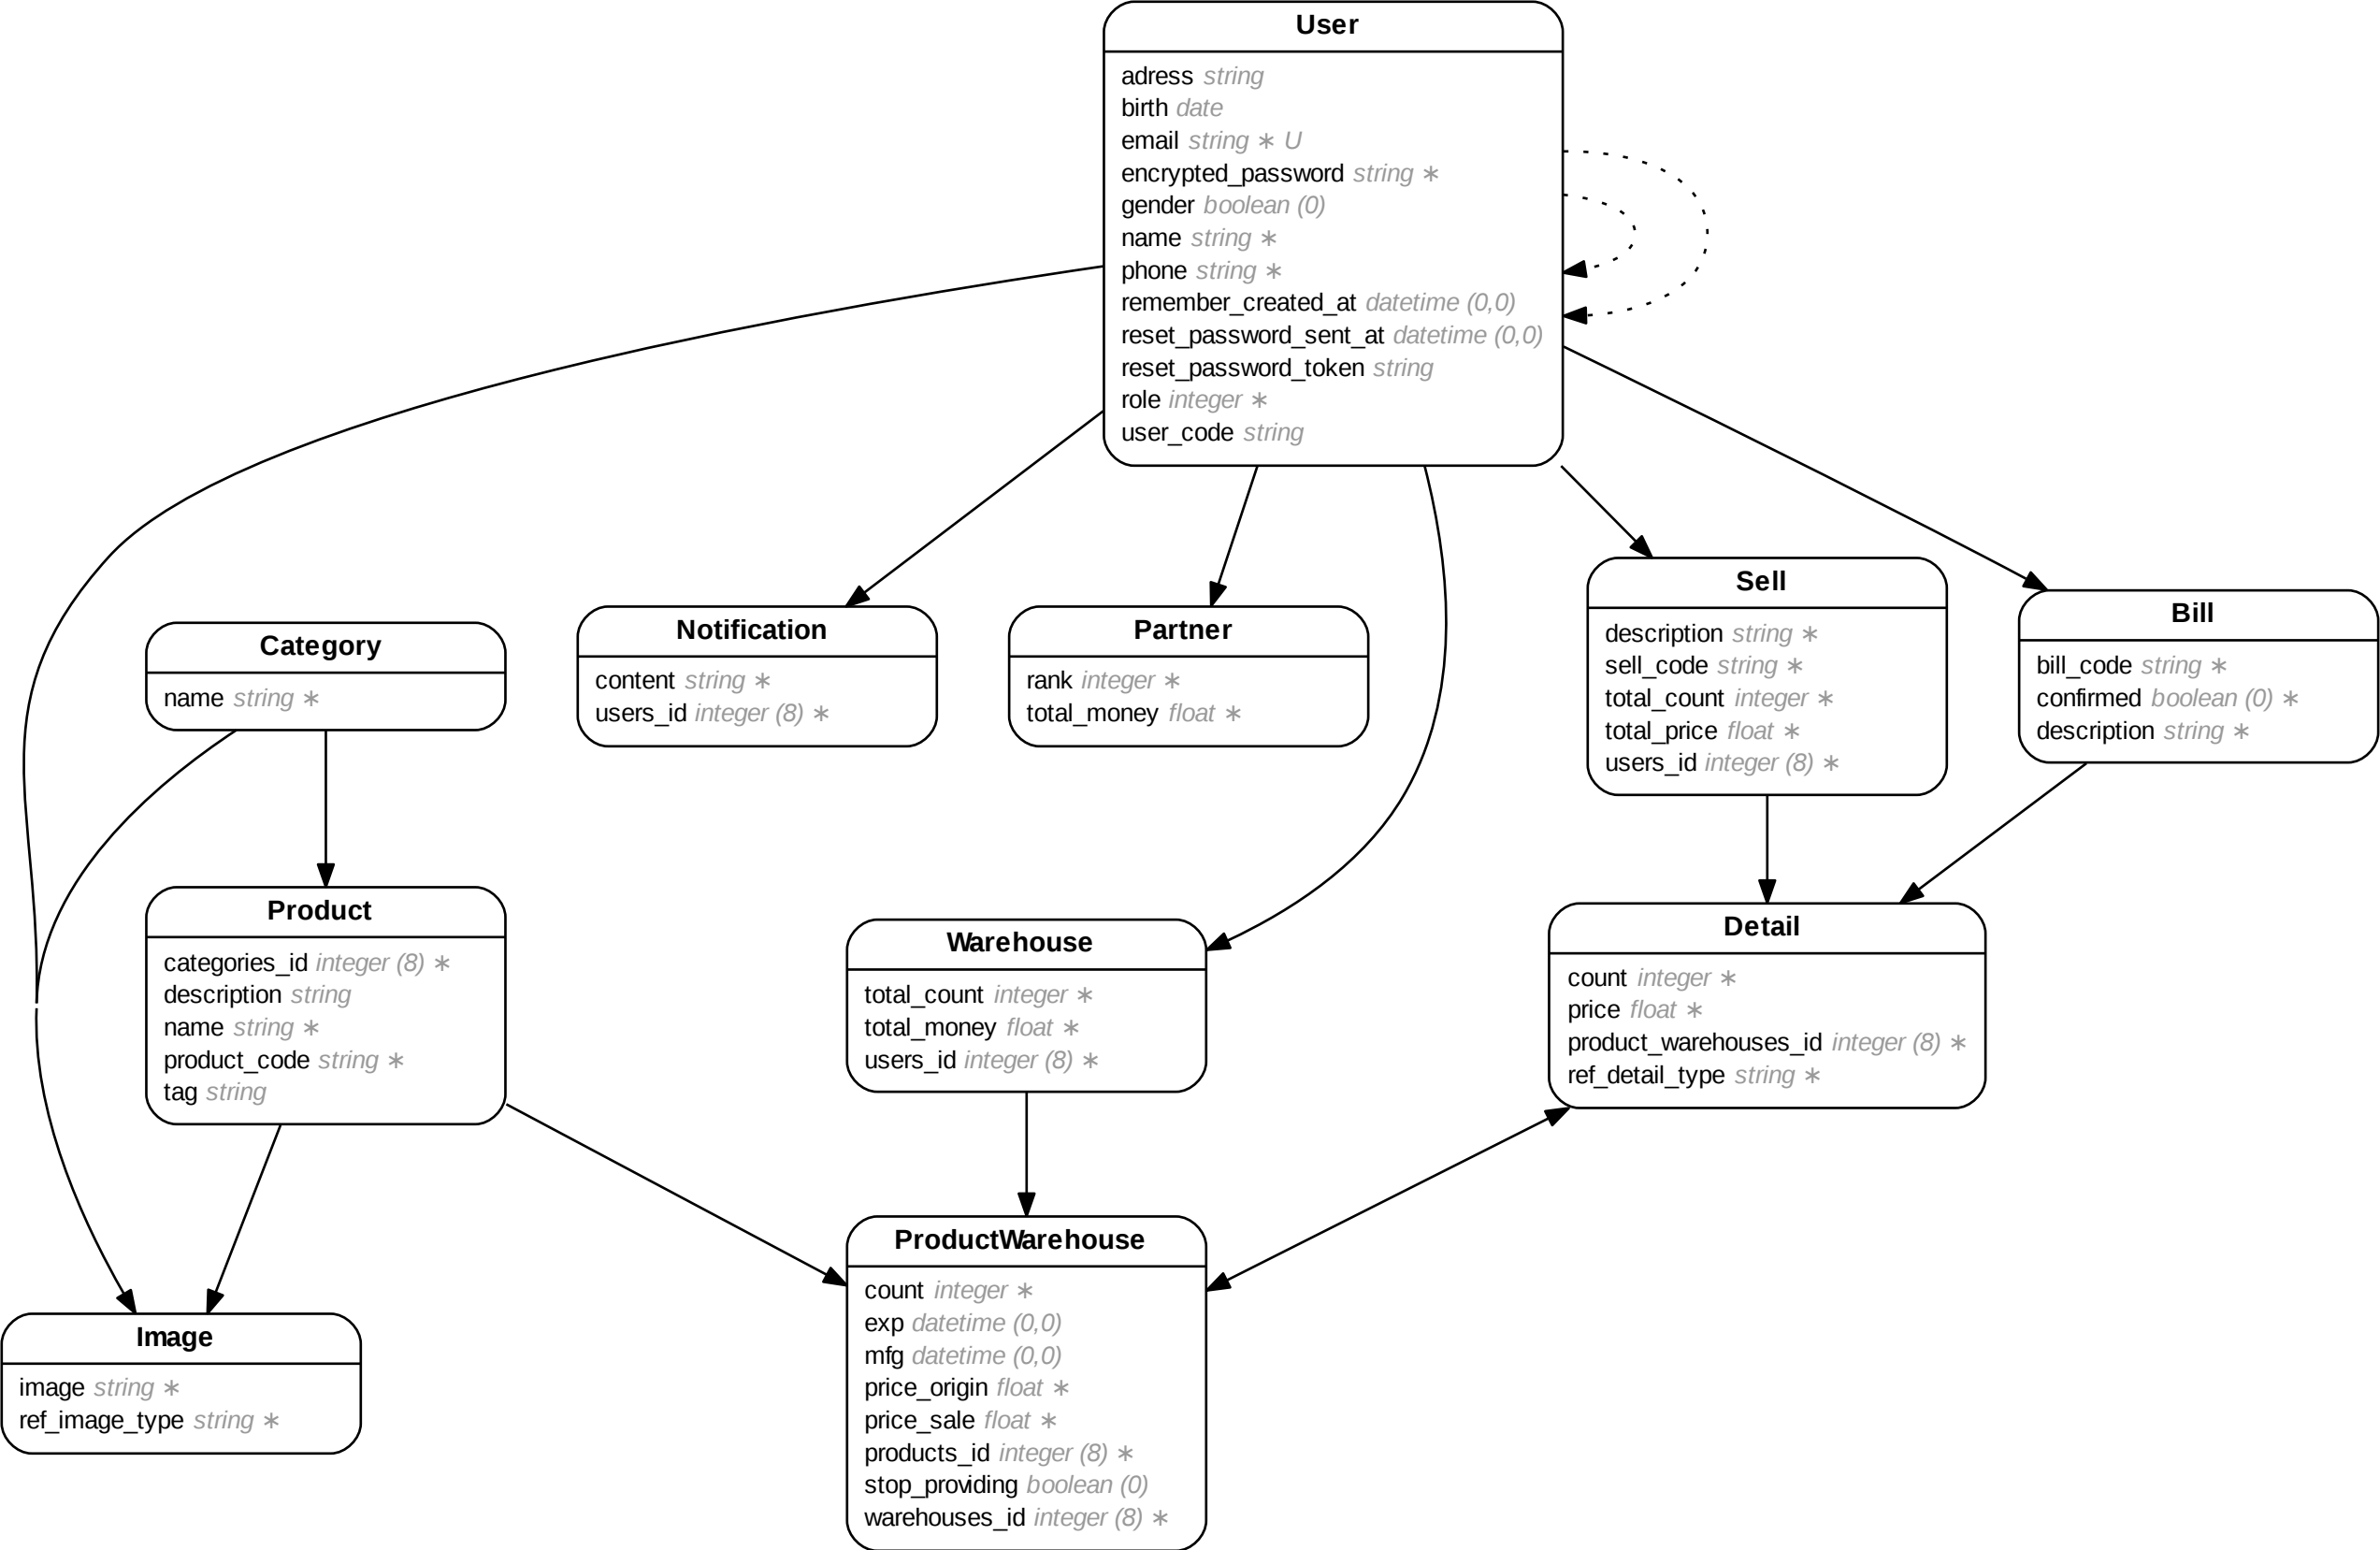 User
adress string
birth date
email string ∗ U
encrypted_password string ∗
gender boolean (0)
name string ∗
phone string ∗
remember_created_at datetime (0,0)
reset_password_sent_at datetime (0,0)
reset_password_token string
role integer ∗
user_code string
Category
name string ∗
Notification
content string ∗
users_id integer (8) ∗
Partner
rank integer ∗
total_money float ∗
Sell
description string ∗
sell_code string ∗
total_count integer ∗
total_price float ∗
users_id integer (8) ∗
Bill
bill_code string ∗
confirmed boolean (0) ∗
description string ∗
Product
categories_id integer (8) ∗
description string
name string ∗
product_code string ∗
tag string
Warehouse
total_count integer ∗
total_money float ∗
users_id integer (8) ∗
Detail
count integer ∗
price float ∗
product_warehouses_id integer (8) ∗
ref_detail_type string ∗
Image
image string ∗
ref_image_type string ∗
ProductWarehouse
count integer ∗
exp datetime (0,0)
mfg datetime (0,0)
price_origin float ∗
price_sale float ∗
products_id integer (8) ∗
stop_providing boolean (0)
warehouses_id integer (8) ∗